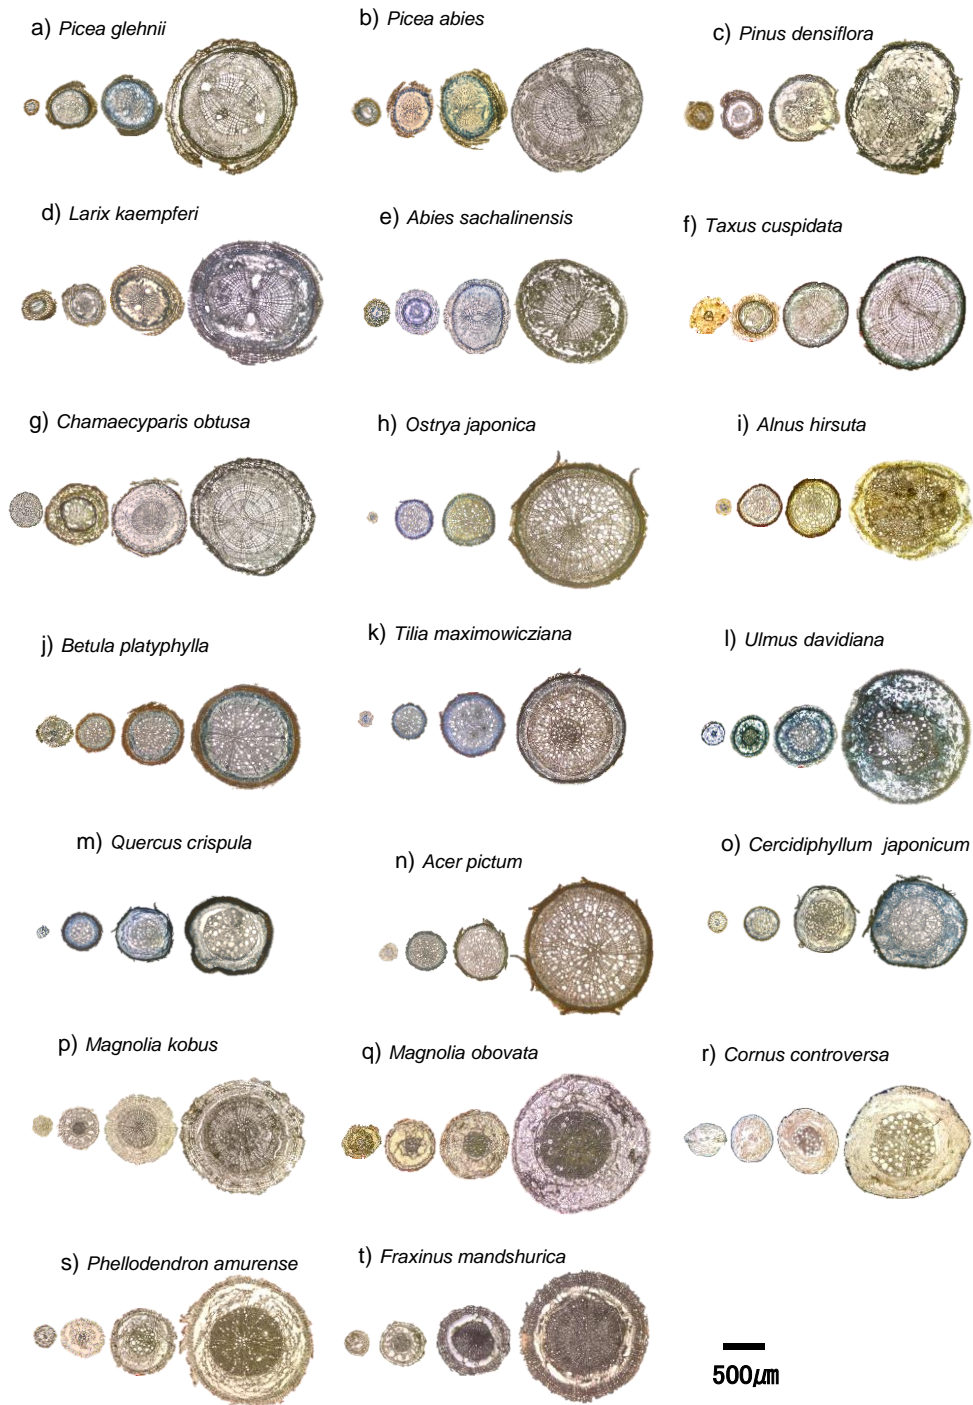 a) Picea glehnii
b) Picea abies
c) Pinus densiflora
d) Larix kaempferi
e) Abies sachalinensis
f) Taxus cuspidata
g) Chamaecyparis obtusa
h) Ostrya japonica
i) Alnus hirsuta
j) Betula platyphylla
k) Tilia maximowicziana
l) Ulmus davidiana
m) Quercus crispula
n) Acer pictum
o) Cercidiphyllum japonicum
p) Magnolia kobus
q) Magnolia obovata
r) Cornus controversa
s) Phellodendron amurense
t) Fraxinus mandshurica
500μm